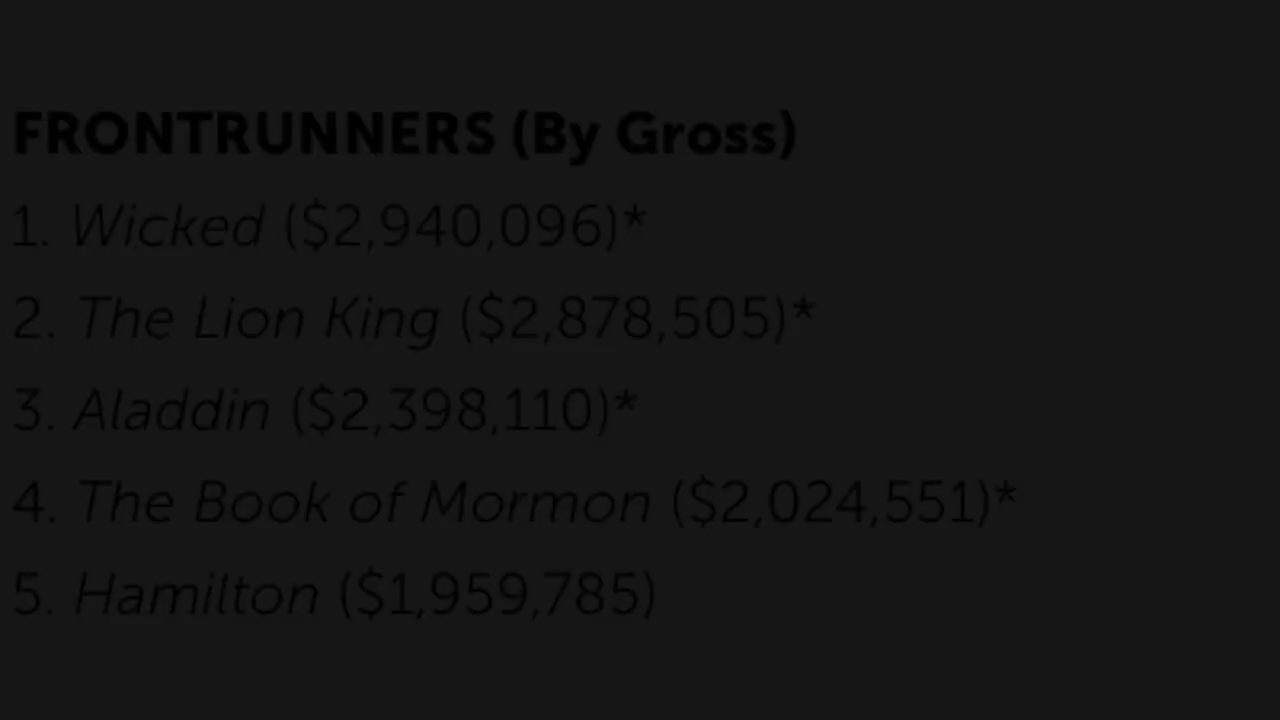 FRONTRUNNERS (By Gross)
1. Wicked ($2,940,096)*
2. The Lion King ($2,878,505)*
3. Aladdin ($2,398,110)*
4. The Book of Mormon ($2,024,551)*
5. Hamilton ($1,959,785)